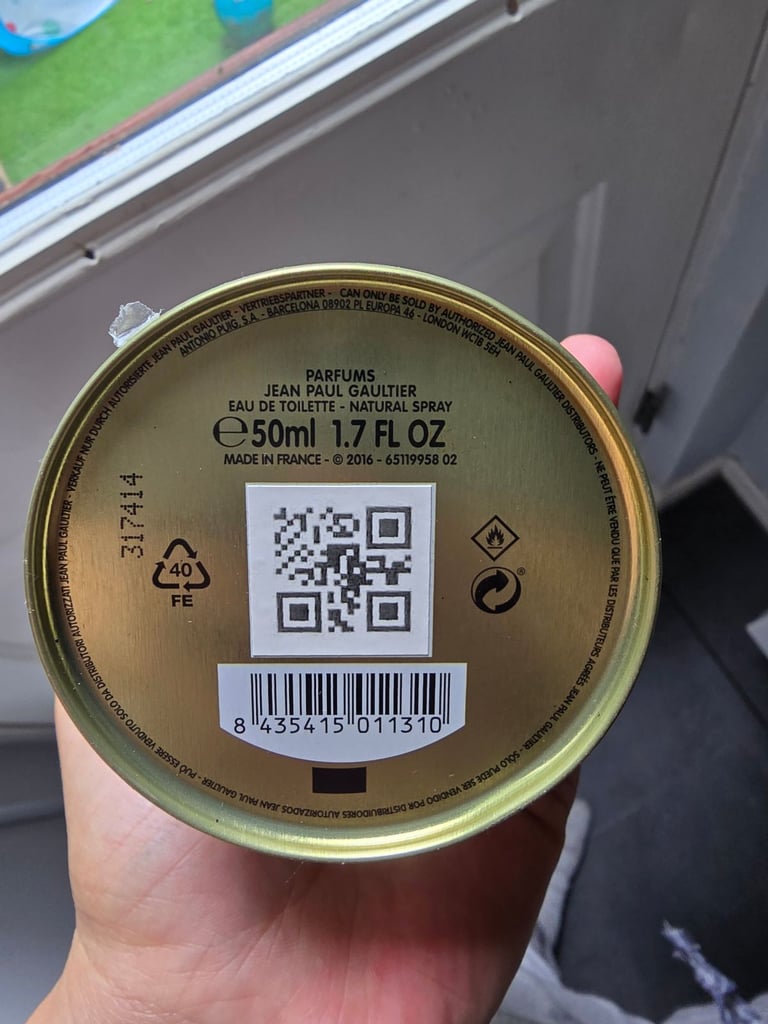 CAN ONLY BE SOLD BY AUTHORIZED JEAN PAUL GAULTIER DISTRIBUTORS - NE PEUT ÊTRE VENDU QUE PAR LES DISTRIBUTEURS AGRÉÉS JEAN PAUL GAULTIER - SÓLO PUEDE SER VENDIDO POR DISTRIBUIDORES AUTORIZADOS JEAN PAUL GAULTIER - PUÒ ESSERE VENDUTO SOLO DA DISTRIBUTORI AUTORIZZATI JEAN PAUL GAULTIER - VERKAUF NUR DURCH AUTORISIERTE JEAN PAUL GAULTIER - VERTRIEBSPARTNER -
ANTONIO PUIG, S.A. - BARCELONA 08902 PL EUROPA 46 - LONDON WC1B 5EH
PARFUMS
JEAN PAUL GAULTIER
EAU DE TOILETTE - NATURAL SPRAY
℮50ml 1.7 FL OZ
MADE IN FRANCE - © 2016 - 65119958 02
317414
40
FE
®
8 435415 011310